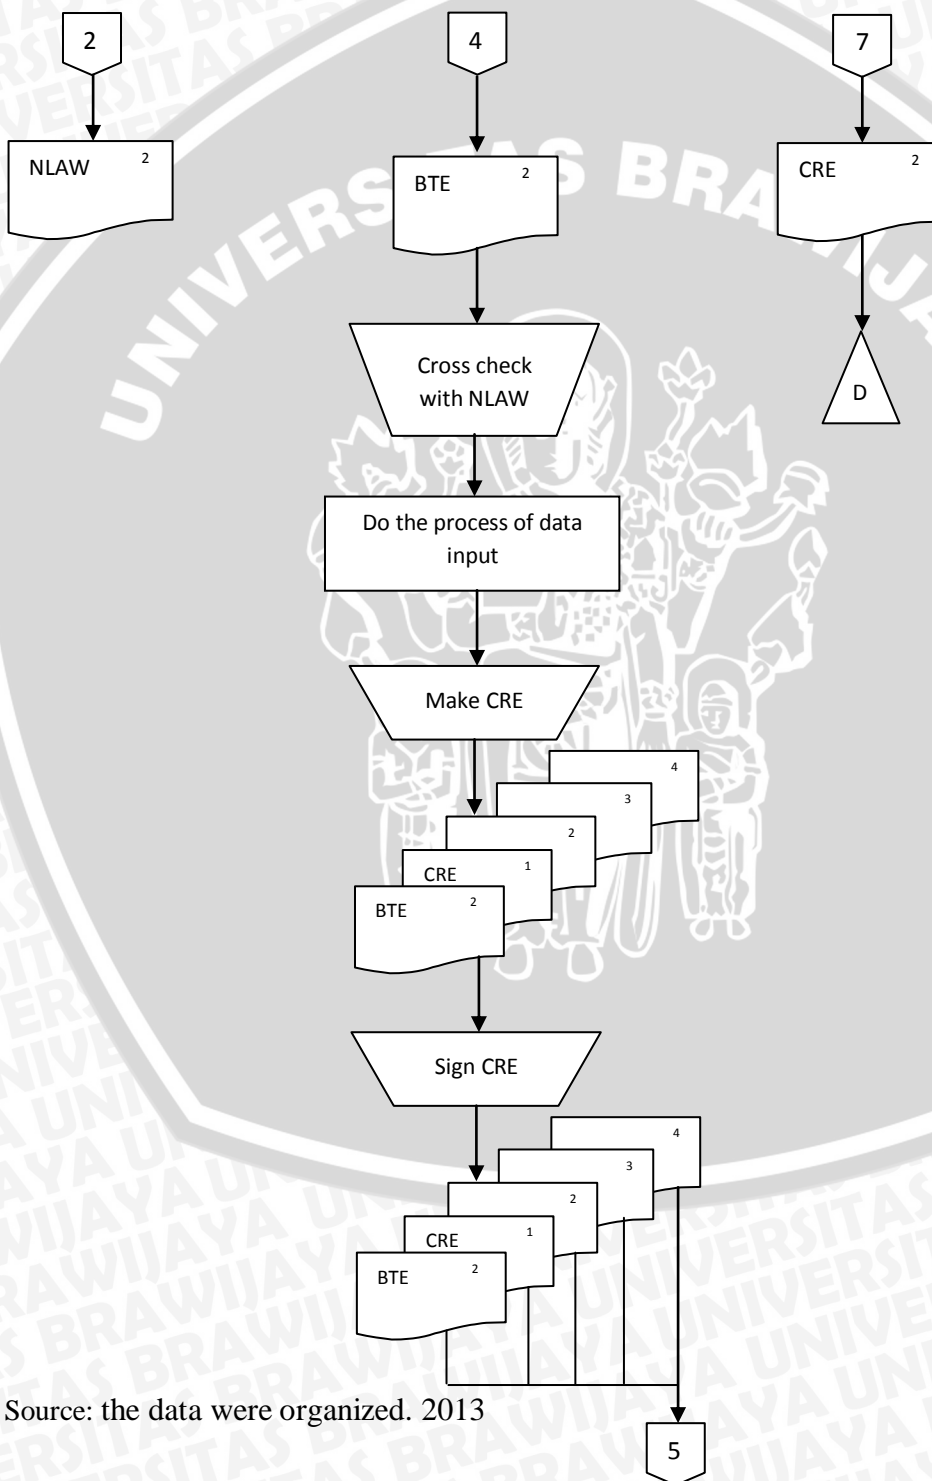 2
4
7
NLAW 2
BTE 2
CRE 2
Cross check
with NLAW
D
Do the process of data
input
Make CRE
4
3
2
CRE 1
BTE 2
Sign CRE
4
3
2
CRE 1
BTE 2
Source: the data were organized. 2013
5
UNIVERSITAS BRAWIJAYA